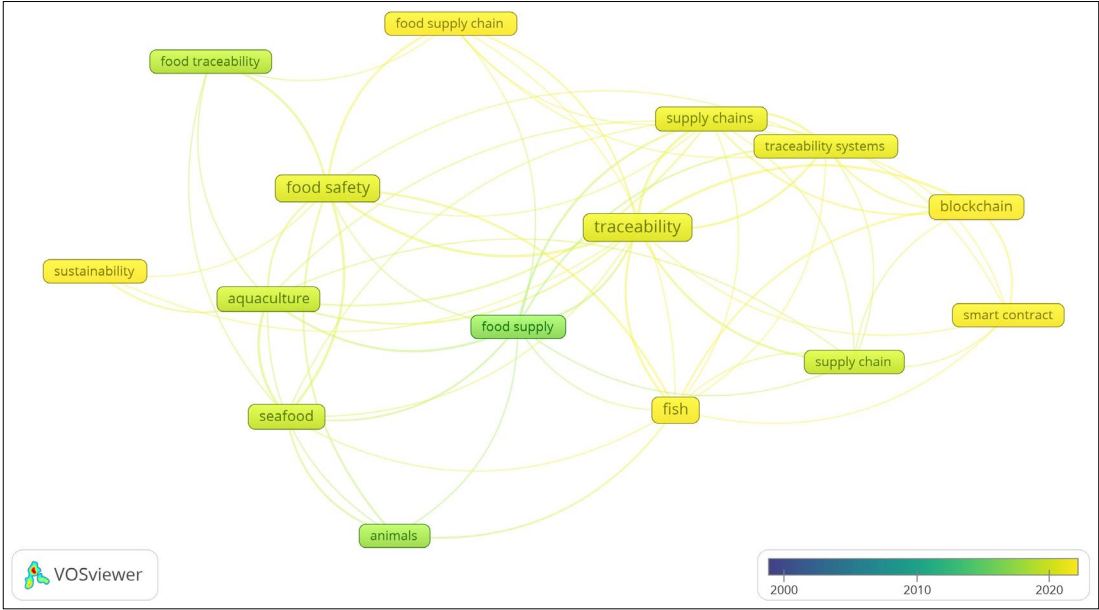 food supply chain
food traceability
supply chains
traceability systems
food safety
blockchain
traceability
sustainability
aquaculture
smart contract
food supply
supply chain
fish
seafood
animals
VOSviewer
2000 2010 2020